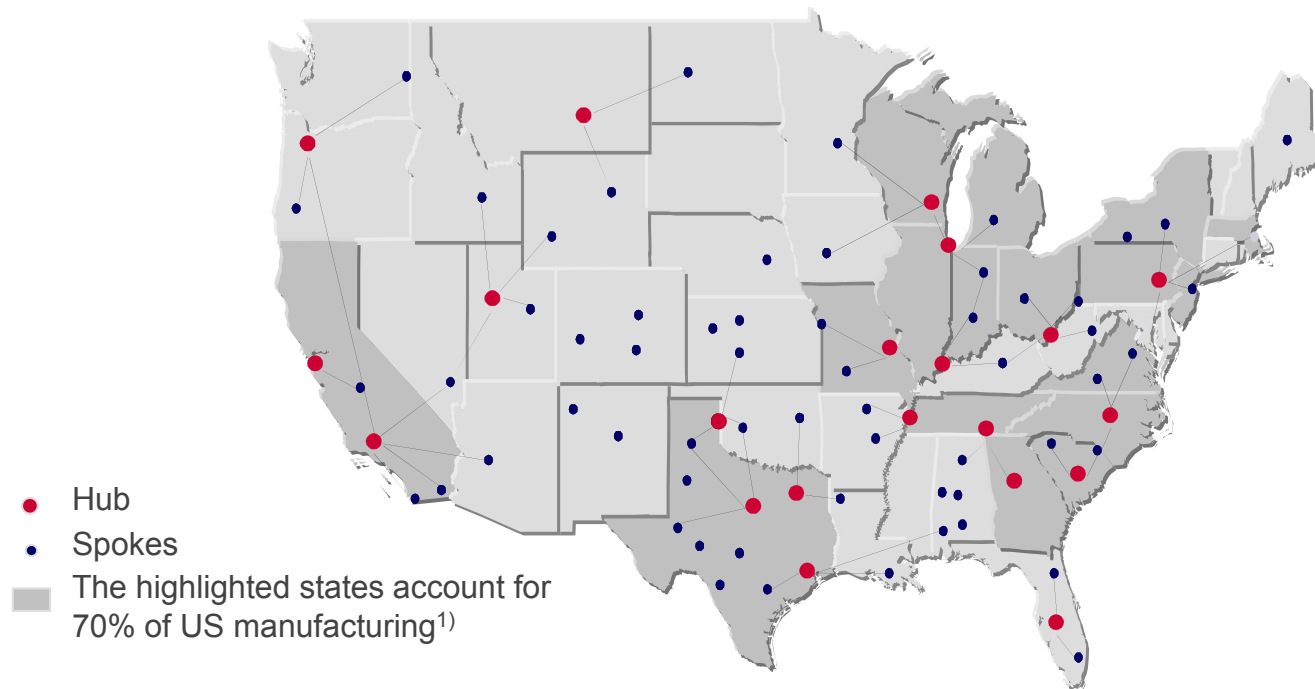 Hub
Spokes
The highlighted states account for
70% of US manufacturing1)